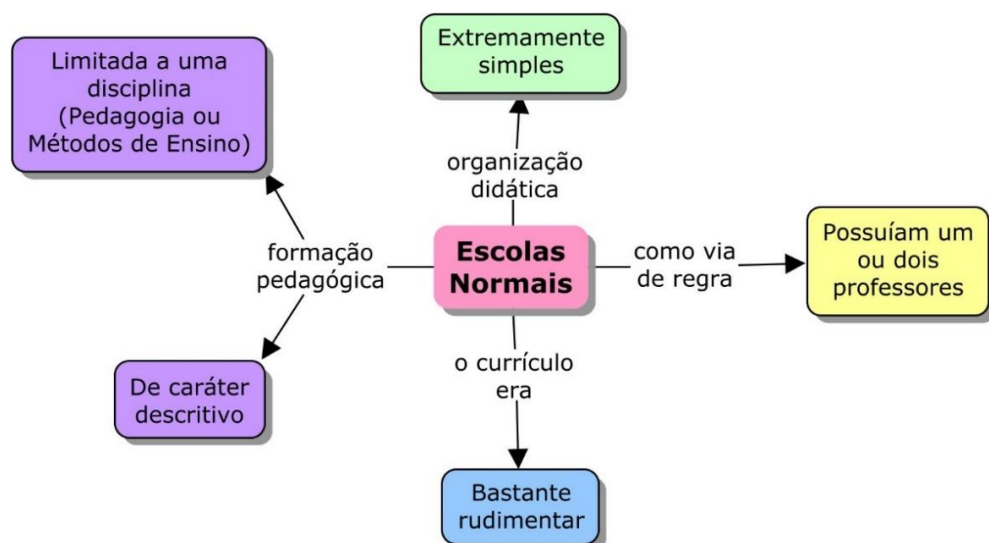 Extremamente
simples
Limitada a uma
disciplina
(Pedagogia ou
Métodos de Ensino)
organização
didática
formação
pedagógica
Escolas
Normais
como via
de regra
Possuíam um
ou dois
professores
De caráter
descritivo
o currículo
era
Bastante
rudimentar